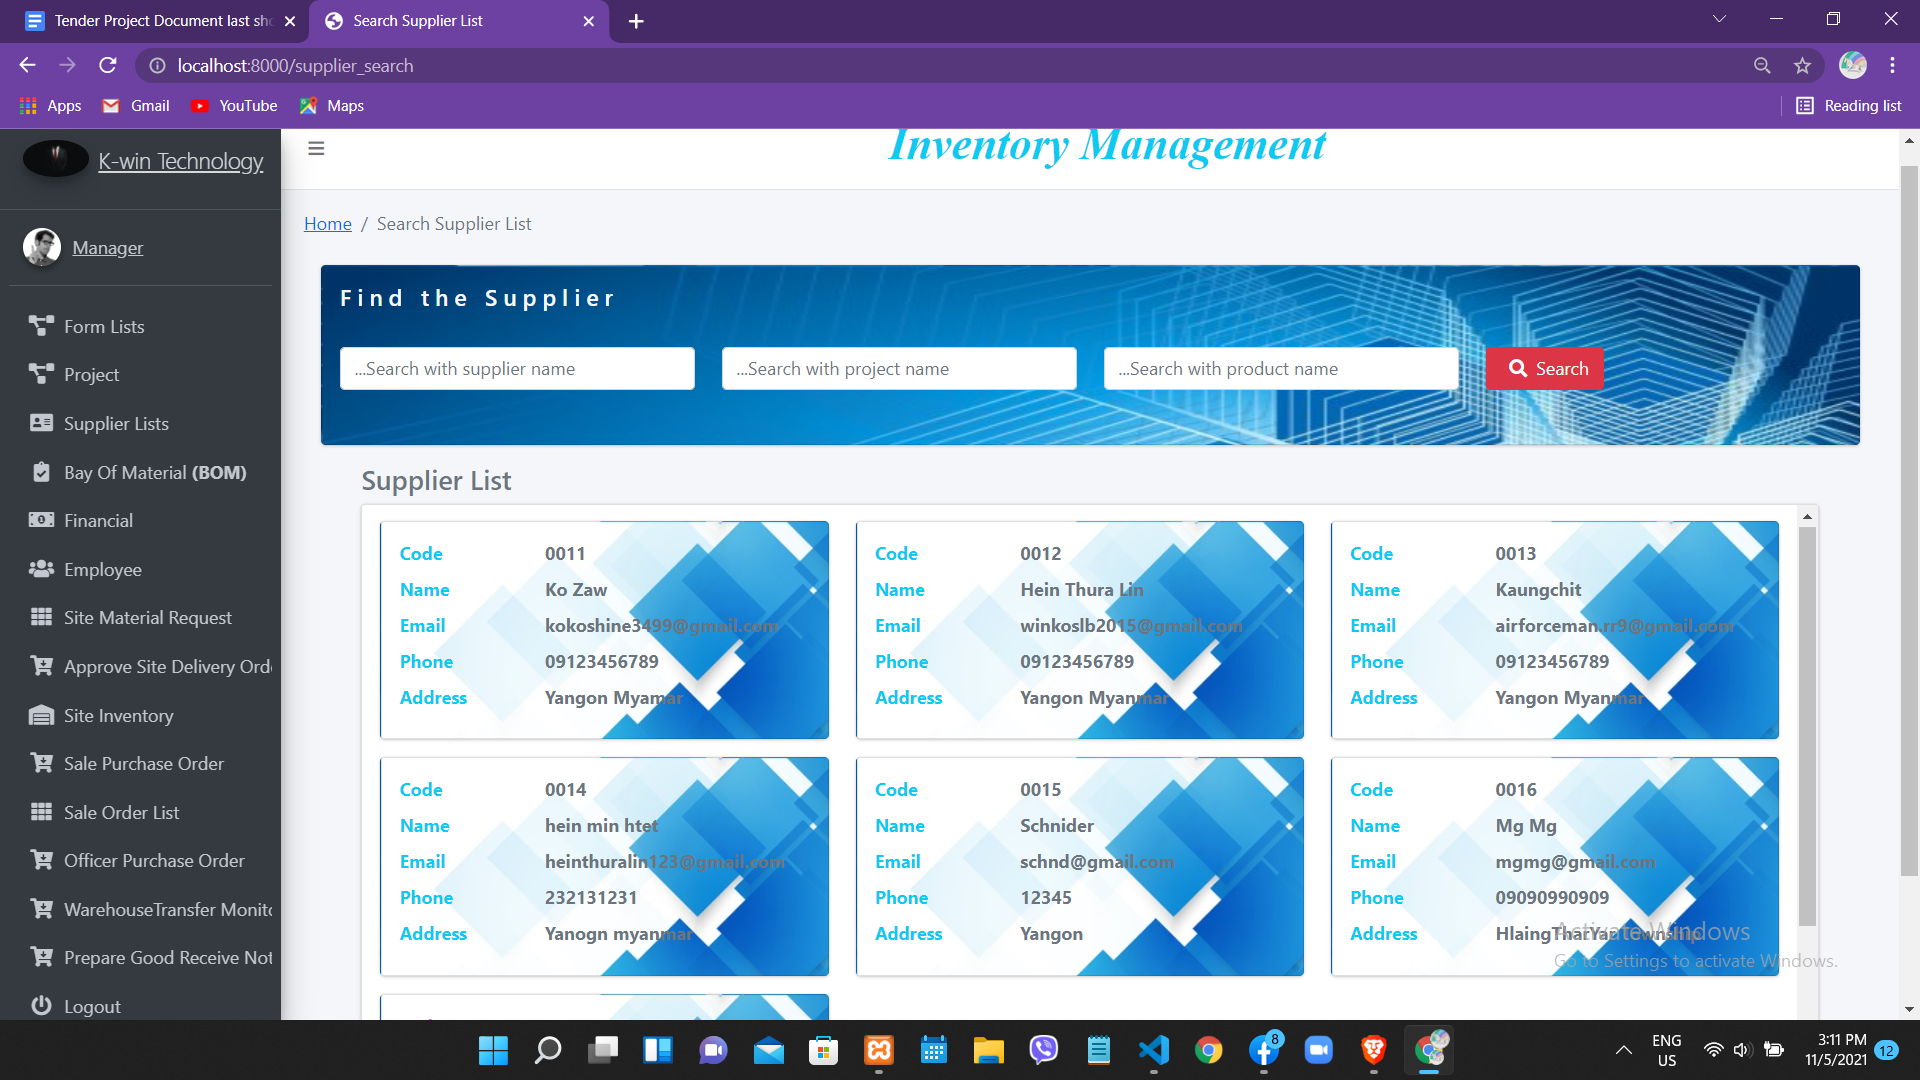 Tender Project Document last sho
Search Supplier List
localhost:8000/supplier_search
Apps
Gmail
YouTube
Maps
Reading list
K-win Technology
Manager
Form Lists
Project
Supplier Lists
Bay Of Material (BOM)
Financial
Employee
Site Material Request
Approve Site Delivery Orde
Site Inventory
Sale Purchase Order
Sale Order List
Officer Purchase Order
WarehouseTransfer Monito
Prepare Good Receive Not
Logout
Inventory Management
Home / Search Supplier List
Find the Supplier
...Search with supplier name
...Search with project name
...Search with product name
Search
Supplier List
Code 0011
Name Ko Zaw
Email kokoshine3499@gmail.com
Phone 09123456789
Address Yangon Myamar
Code 0012
Name Hein Thura Lin
Email winkoslb2015@gmail.com
Phone 09123456789
Address Yangon Myanmar
Code 0013
Name Kaungchit
Email airforceman.rr9@gmail.com
Phone 09123456789
Address Yangon Myanmar
Code 0014
Name hein min htet
Email heinthuralin123@gmail.com
Phone 232131231
Address Yanogn myanmar
Code 0015
Name Schnider
Email schnd@gmail.com
Phone 12345
Address Yangon
Code 0016
Name Mg Mg
Email mgmg@gmail.com
Phone 09090990909
Address HlaingTharYar Township
Activate Windows
Go to Settings to activate Windows.
8
ENG
US
3:11 PM
11/5/2021
12